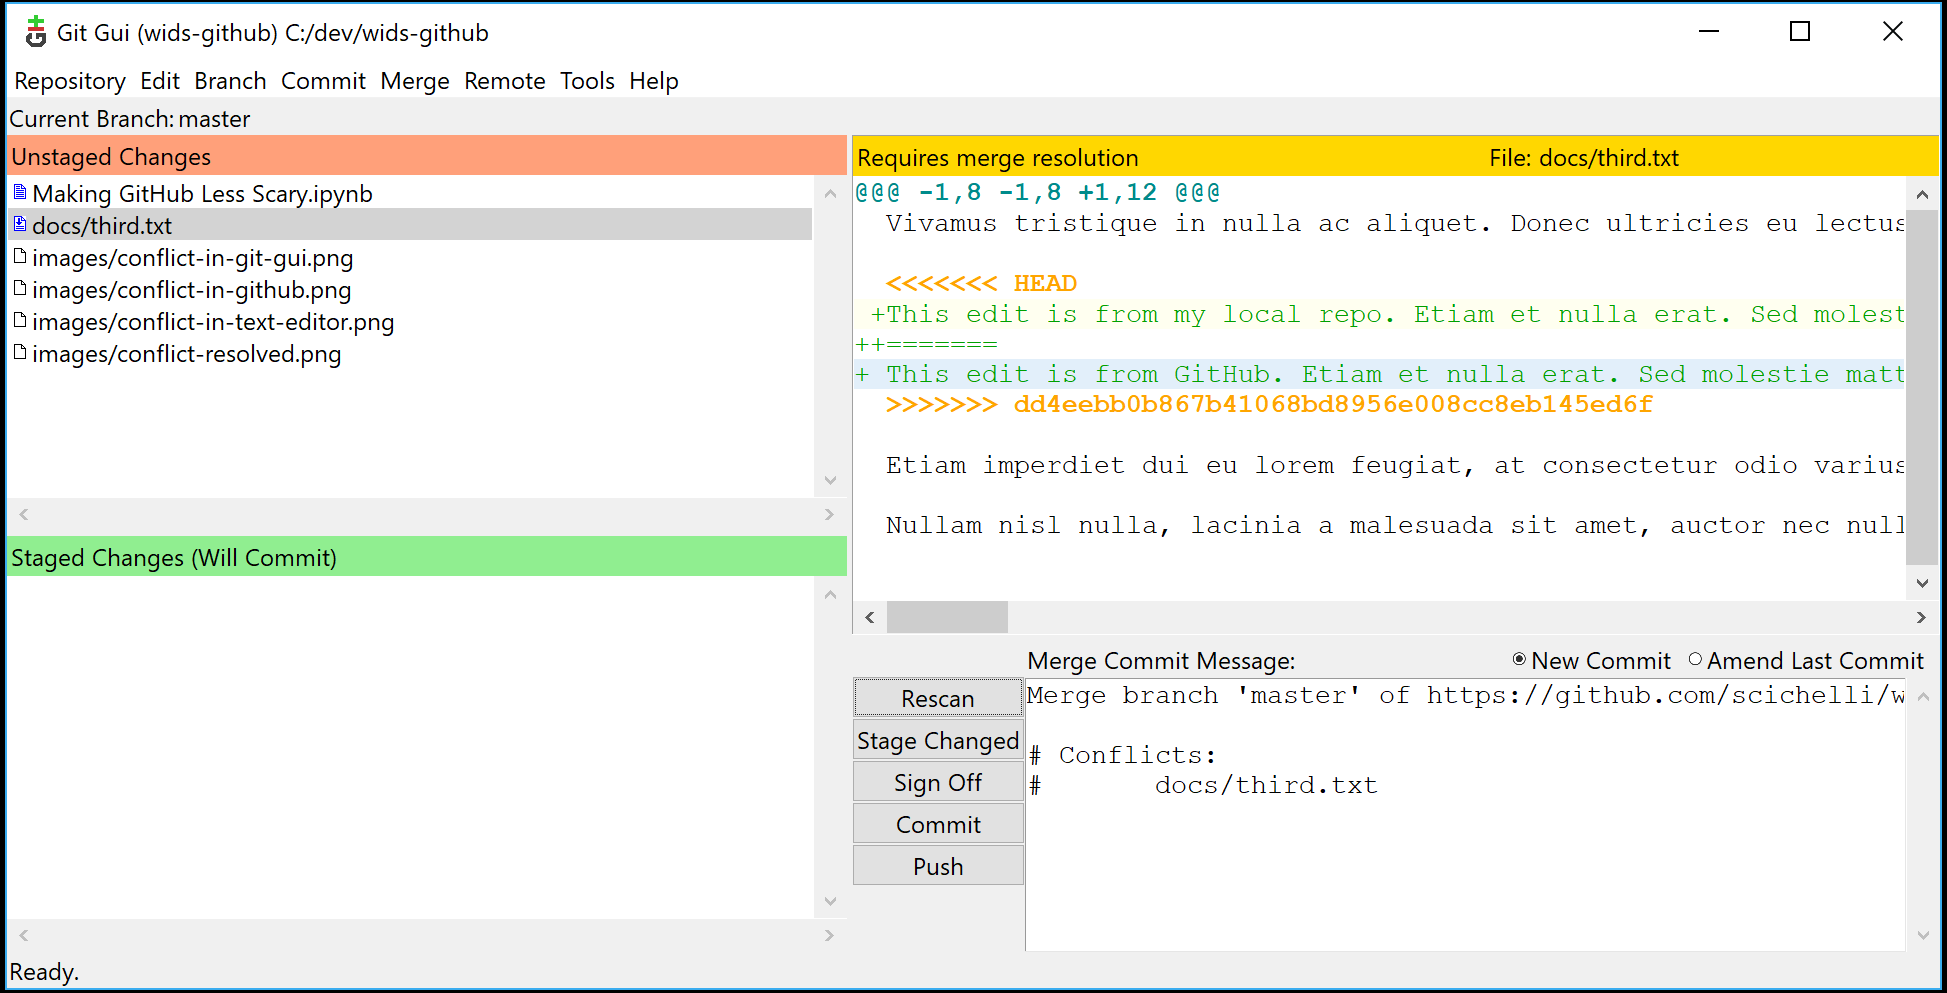 Git Gui (wids-github) C:/dev/wids-github
Repository Edit Branch Commit Merge Remote Tools Help
Current Branch: master
Unstaged Changes
Making GitHub Less Scary.ipynb
docs/third.txt
images/conflict-in-git-gui.png
images/conflict-in-github.png
images/conflict-in-text-editor.png
images/conflict-resolved.png
Staged Changes (Will Commit)
Requires merge resolution File: docs/third.txt
@@@ -1,8 -1,8 +1,12 @@@
Vivamus tristique in nulla ac aliquet. Donec ultricies eu lectus
<<<<<<< HEAD
+This edit is from my local repo. Etiam et nulla erat. Sed molest
++=======
+ This edit is from GitHub. Etiam et nulla erat. Sed molestie matt
>>>>>>> dd4eebb0b867b41068bd8956e008cc8eb145ed6f
Etiam imperdiet dui eu lorem feugiat, at consectetur odio varius
Nullam nisl nulla, lacinia a malesuada sit amet, auctor nec null
Merge Commit Message: New Commit Amend Last Commit
Rescan
Stage Changed
Sign Off
Commit
Push
Merge branch 'master' of https://github.com/scichelli/w
# Conflicts:
# docs/third.txt
Ready.